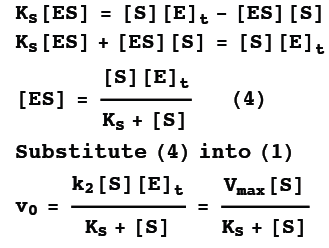 Kₛ[ES] = [S][E]ₜ – [ES][S]
Kₛ[ES] + [ES][S] = [S][E]ₜ
[ES] = [S][E]ₜ / Kₛ + [S] (4)
Substitute (4) into (1)
v₀ = k₂[S][E]ₜ / Kₛ + [S] = Vₘₐₓ[S] / Kₛ + [S]